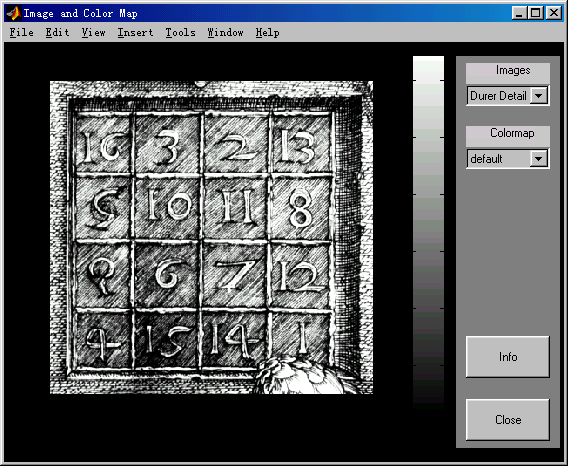 Image and Color Map
File Edit View Insert Tools Window Help
Images
Durer Detail
Colormap
default
16 3 2 13
5 10 11 8
9 6 7 12
4 15 14 1
Info
Close